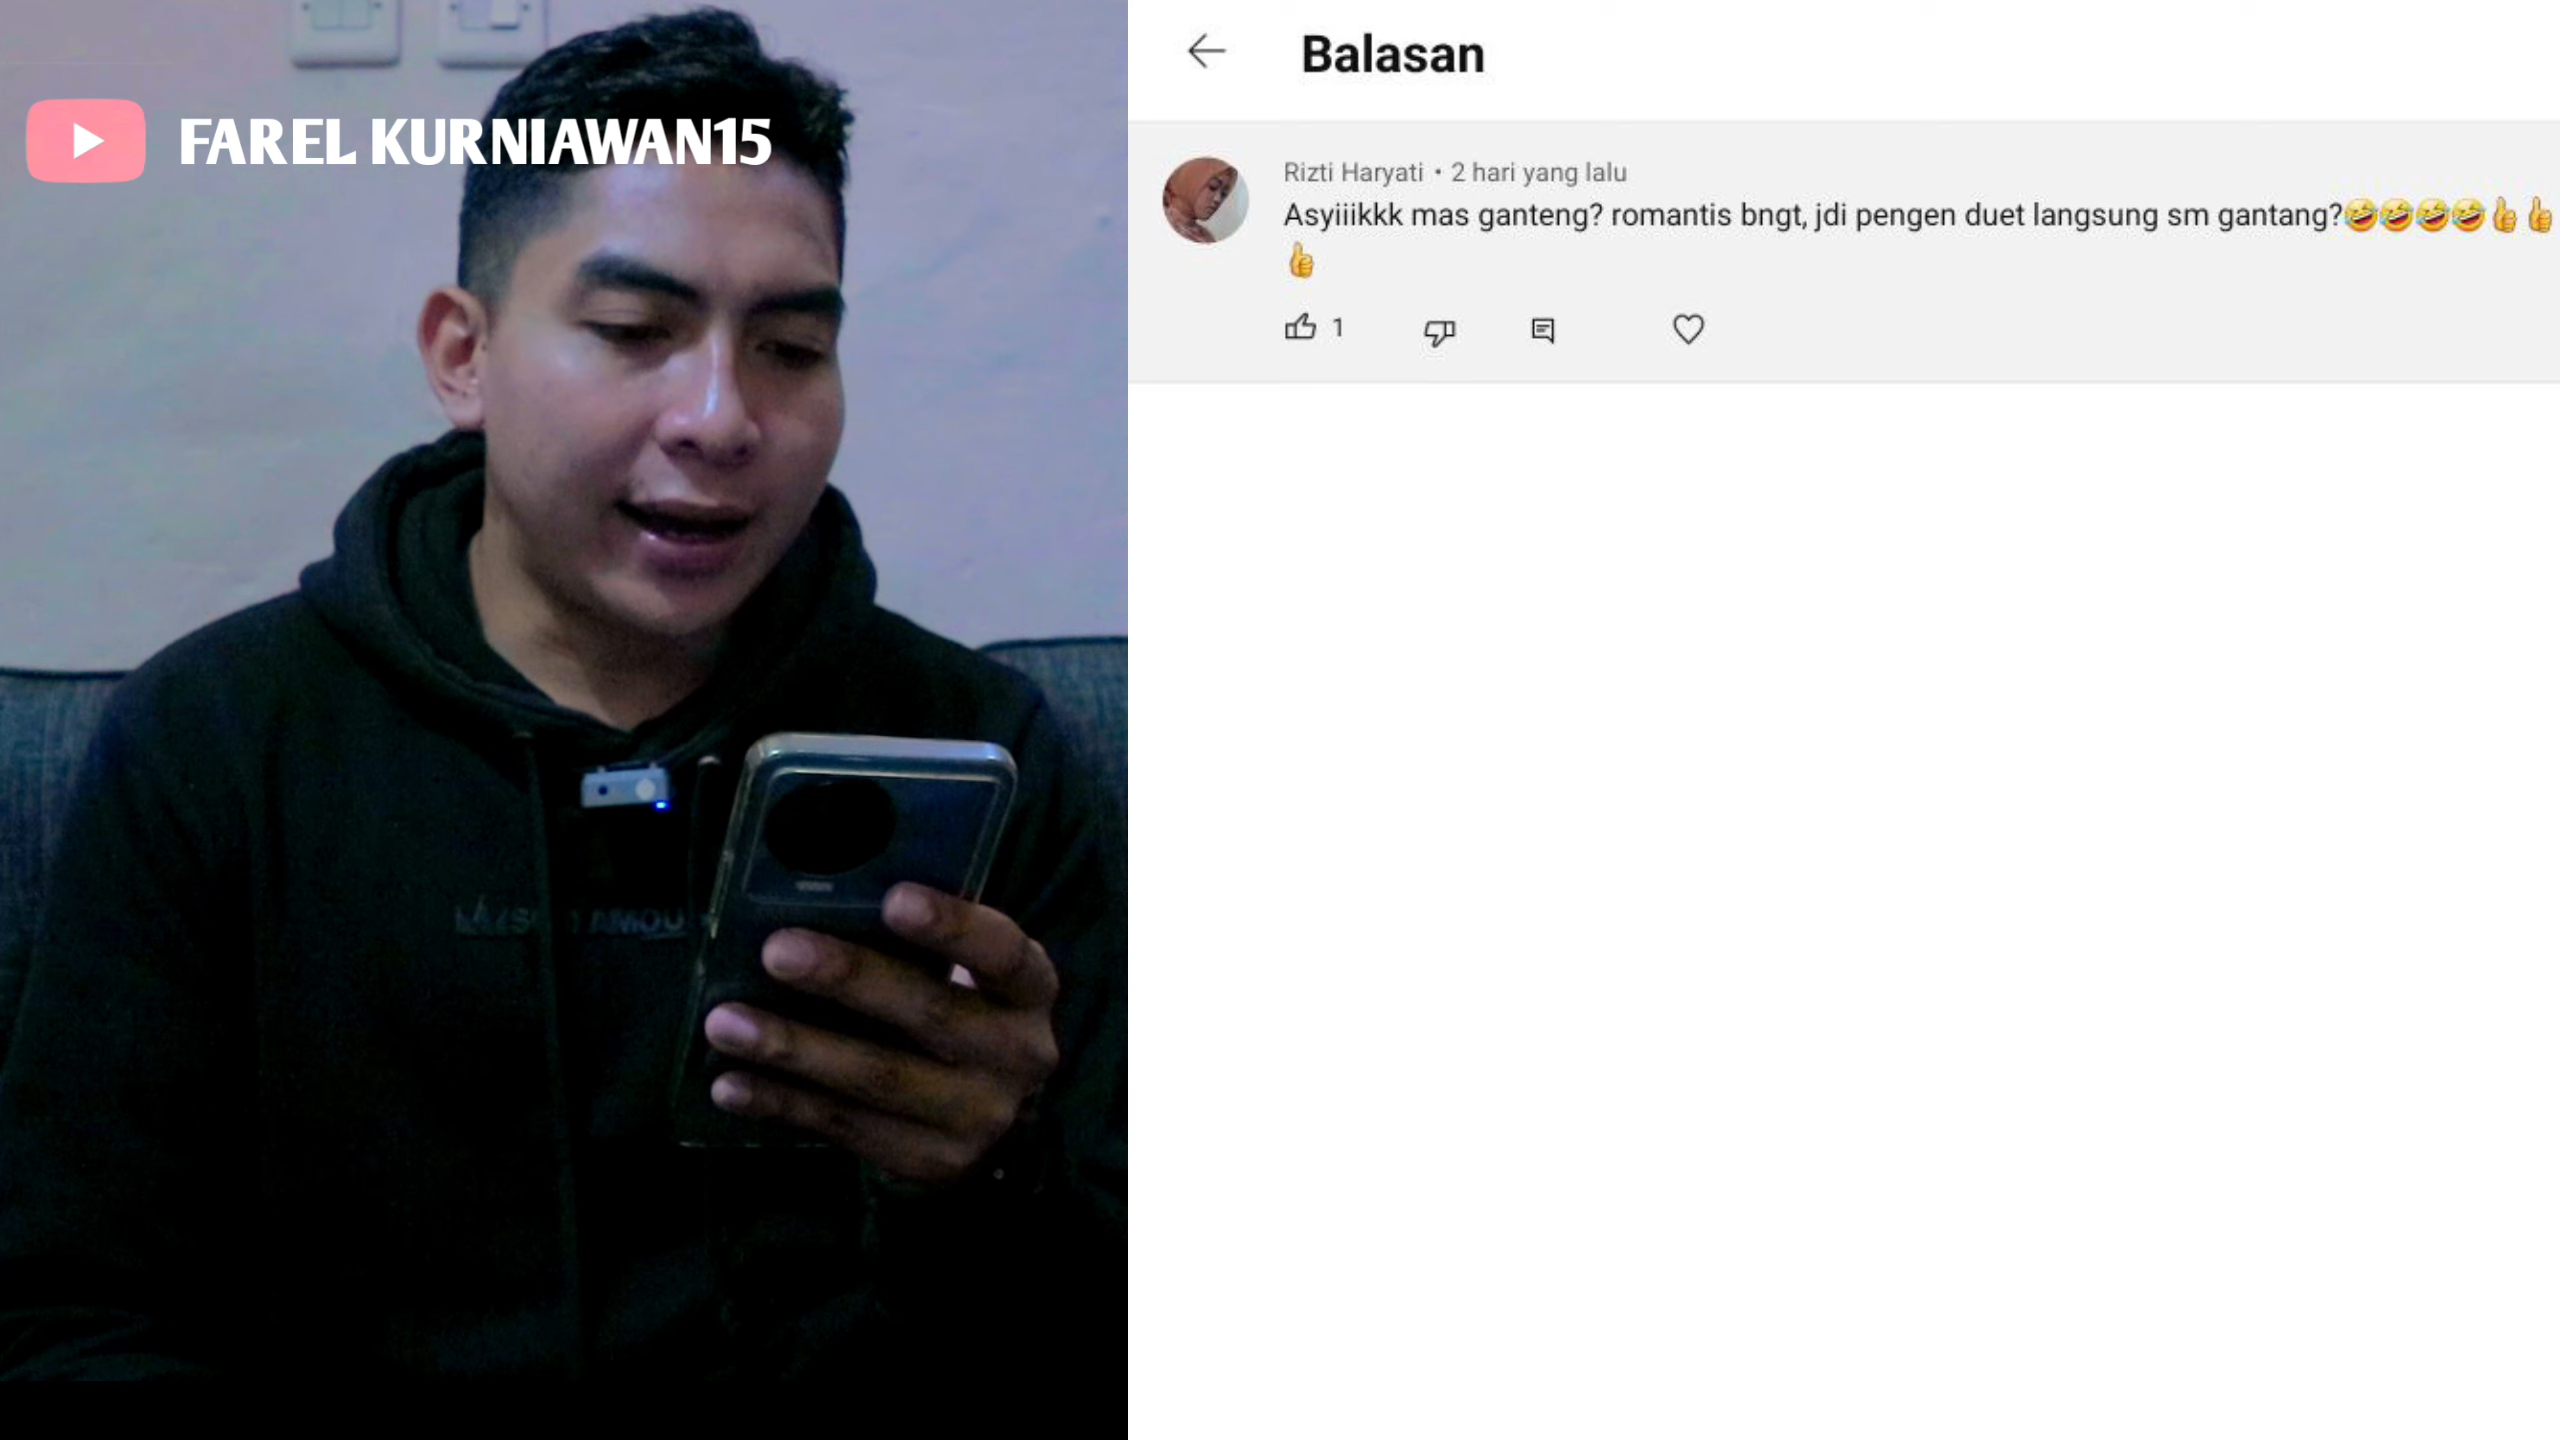 FAREL KURNIAWAN15
Balasan
Rizti Haryati • 2 hari yang lalu
Asyiiikkk mas ganteng? romantis bngt, jdi pengen duet langsung sm gantang?🤣🤣🤣🤣👍👍
👍
1